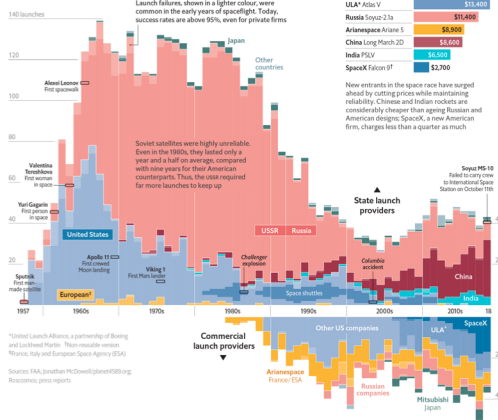 140 launches
Launch failures, shown in a lighter colour, were
common in the early years of spaceflight. Today,
success rates are above 95%, even for private firms
ULA* Atlas V
$13,400
Russia Soyuz-2.1a
$11,400
Arianespace Ariane 5
$8,900
China Long March 2D
$8,600
India PSLV
$6,500
SpaceX Falcon 9†
$2,700
New entrants in the space race have surged
ahead by cutting prices while maintaining
reliability. Chinese and Indian rockets are
considerably cheaper than ageing Russian and
American designs; SpaceX, a new American
firm, charges less than a quarter as much
Japan
Other
countries
120
Alexei Leonov
First spacewalk
100
80
Soviet satellites were highly unreliable.
Even in the 1980s, they lasted only a
year and a half on average, compared
with nine years for their American
counterparts. Thus, the USSR required
far more launches to keep up
Valentina
Tereshkova
First woman
in space
60
Soyuz MS-10
Failed to carry crew
to International Space
Station on October 11th
Yuri Gagarin
First person
in space
40
State launch
providers
United States
USSR
Russia
Apollo 11
First crewed
Moon landing
Viking 1
First Mars lander
Challenger
explosion
Columbia
accident
China
20
Sputnik
First man-
made satellite
European‡
Space shuttles
India
1957
60s
1970s
1980s
90s
2000s
2010s
18
Commercial
launch providers
Other US companies
ULA*
SpaceX
Arianespace
France/ESA
Russian
companies
Mitsubishi
Japan
*United Launch Alliance, a partnership of Boeing
and Lockheed Martin †Non-reusable version
‡France, Italy and European Space Agency (ESA)
Sources: FAA; Jonathan McDowell/planet4589.org;
Roscosmos; press reports